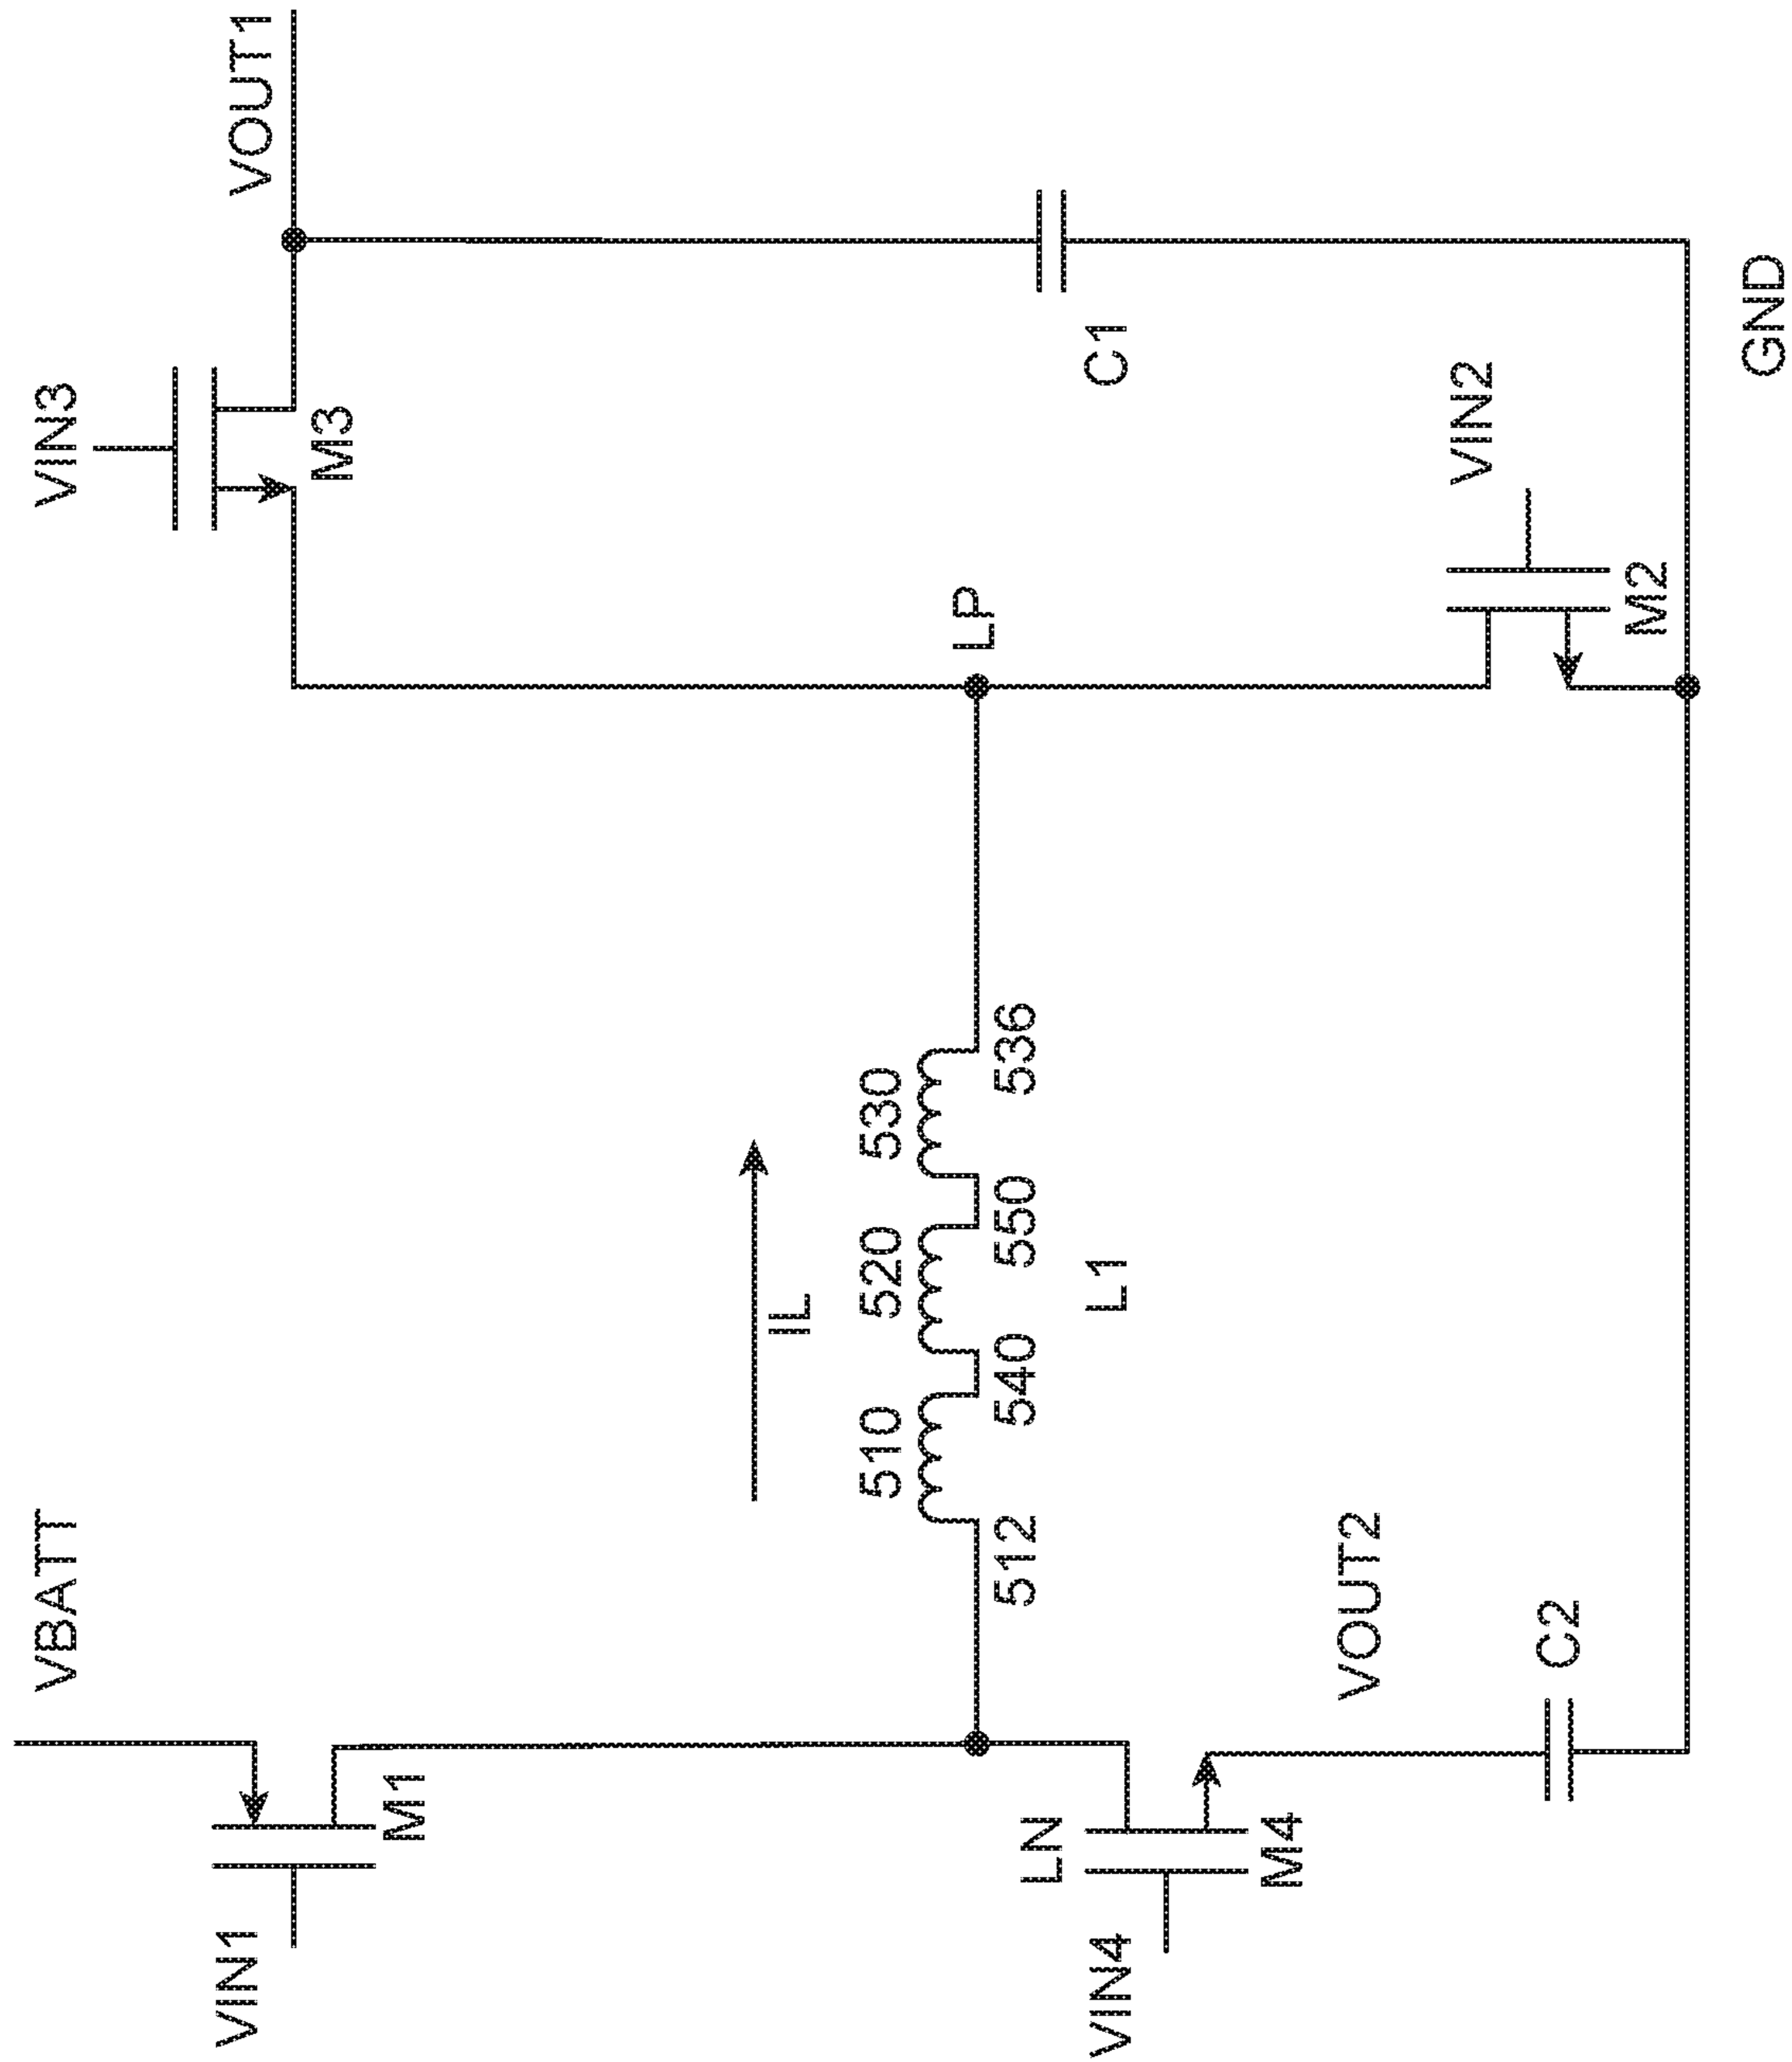 VBATT
VIN3
VOUT1
VIN1
M1
M3
IL
510
520
530
LP
512
540
550
536
LN
L1
C1
VIN4
M4
VOUT2
VIN2
C2
M2
GND